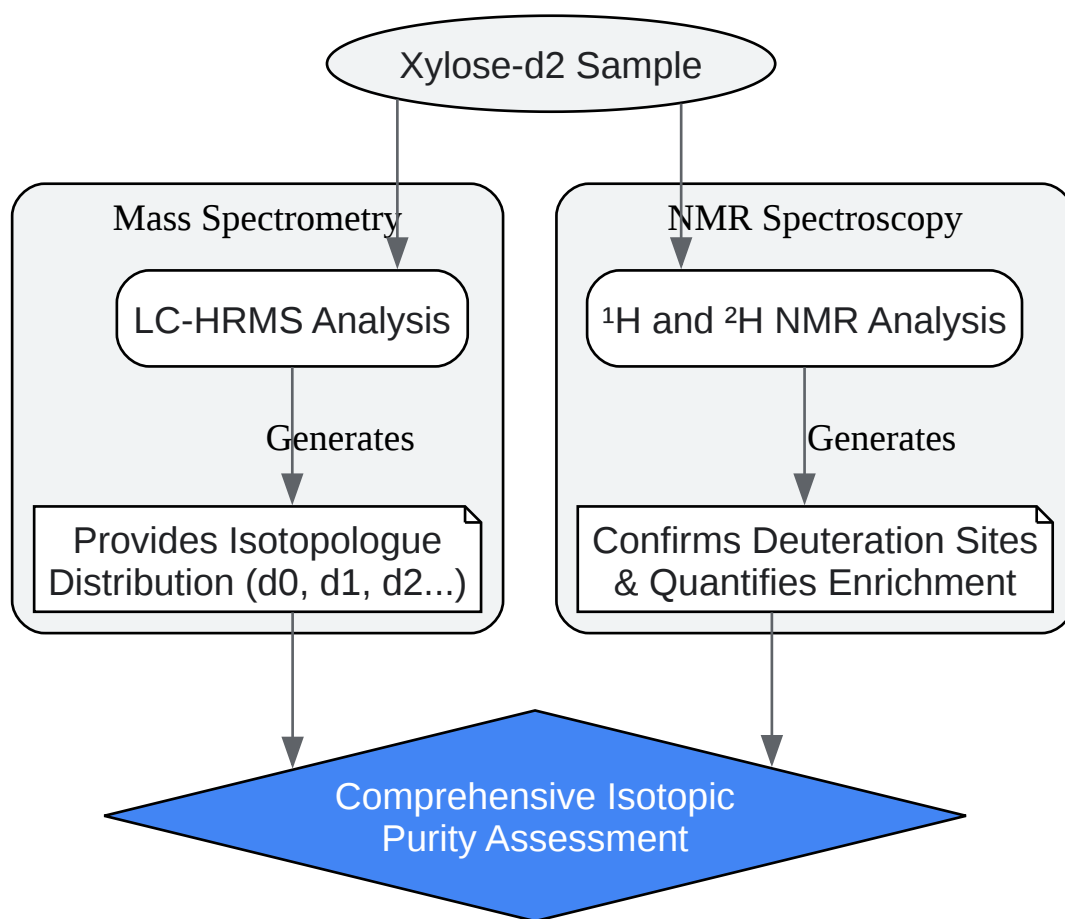 Xylose-d2 Sample
Mass Spectrometry
NMR Spectroscopy
LC-HRMS Analysis
¹H and ²H NMR Analysis
Generates
Generates
Provides Isotopologue
Distribution (d0, d1, d2...)
Confirms Deuteration Sites
& Quantifies Enrichment
Comprehensive Isotopic
Purity Assessment